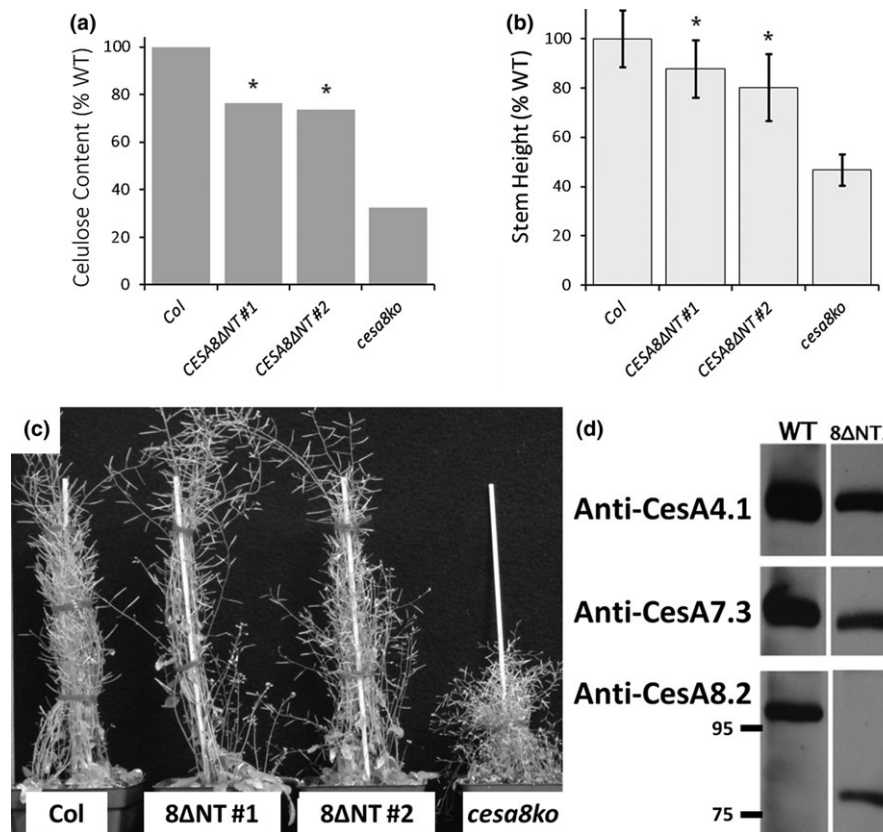 (a)
Celulose Content (% WT)
100
80
60
40
20
0
*
*
Col
CESA8ΔNT #1
CESA8ΔNT #2
cesa8ko
(b)
Stem Height (% WT)
100
80
60
40
20
0
*
*
Col
CESA8ΔNT #1
CESA8ΔNT #2
cesa8ko
(c)
Col
8ΔNT #1
8ΔNT #2
cesa8ko
(d)
WT 8ΔNT
Anti-CesA4.1
Anti-CesA7.3
Anti-CesA8.2
95
75